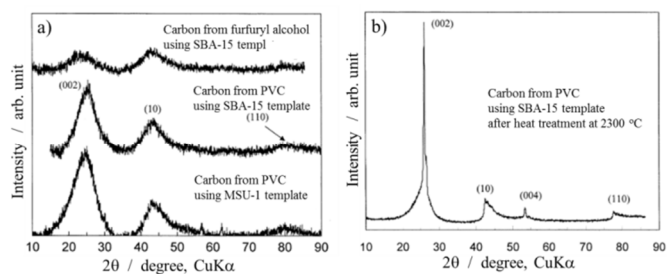 a)
Intensity / arb. unit
Carbon from furfuryl alcohol
using SBA-15 templ
(002)
Carbon from PVC
using SBA-15 template
(10)
(110)
Carbon from PVC
using MSU-1 template
10 20 30 40 50 60 70 80 90
2θ / degree, CuKα
b)
Intensity / arb. unit
(002)
Carbon from PVC
using SBA-15 template
after heat treatment at 2300 °C
(10)
(004)
(110)
10 20 30 40 50 60 70 80 90
2θ / degree, CuKα